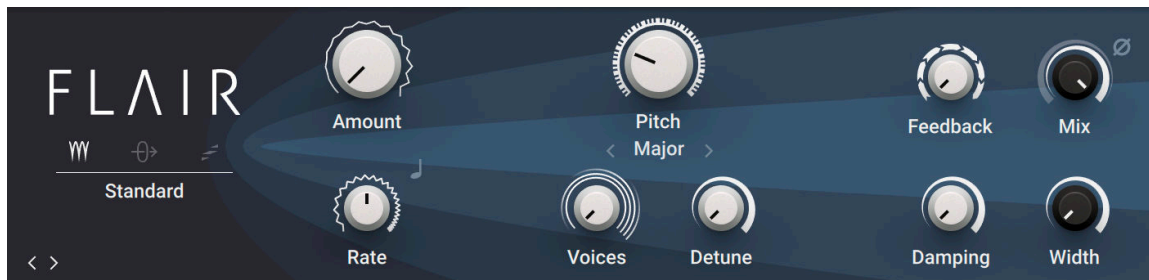 FLAIR
Standard
Amount
Rate
Pitch
Major
Voices
Detune
Feedback
Mix
Damping
Width